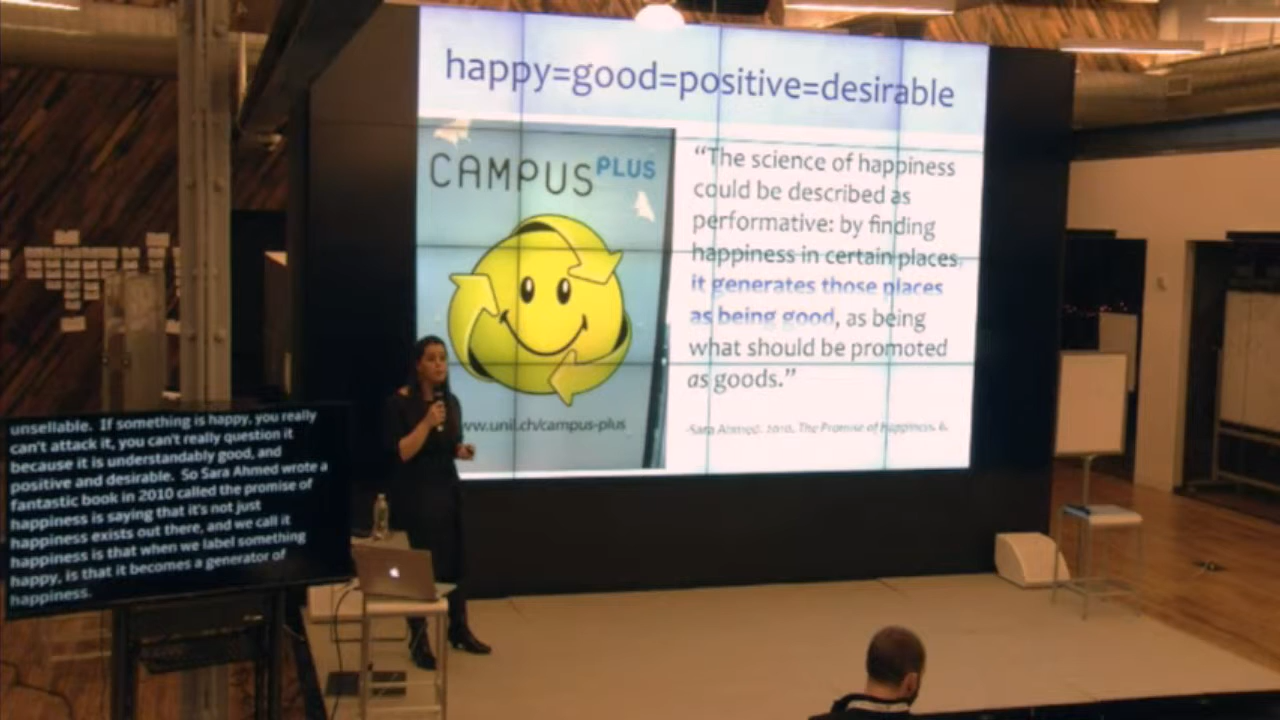 happy=good=positive=desirable
CAMPUS PLUS
www.unil.ch/campus-plus
“The science of happiness
could be described as
performative: by finding
happiness in certain places,
it generates those places
as being good, as being
what should be promoted
as goods.”
-Sara Ahmed, 2010, The Promise of Happiness, 6.
unsellable. If something is happy, you really
can't attack it, you can't really question it
because it is understandably good, and
positive and desirable. So Sara Ahmed wrote a
fantastic book in 2010 called the promise of
happiness is saying that it's not just
happiness exists out there, and we call it
happiness is that when we label something
happy, is that it becomes a generator of
happiness.